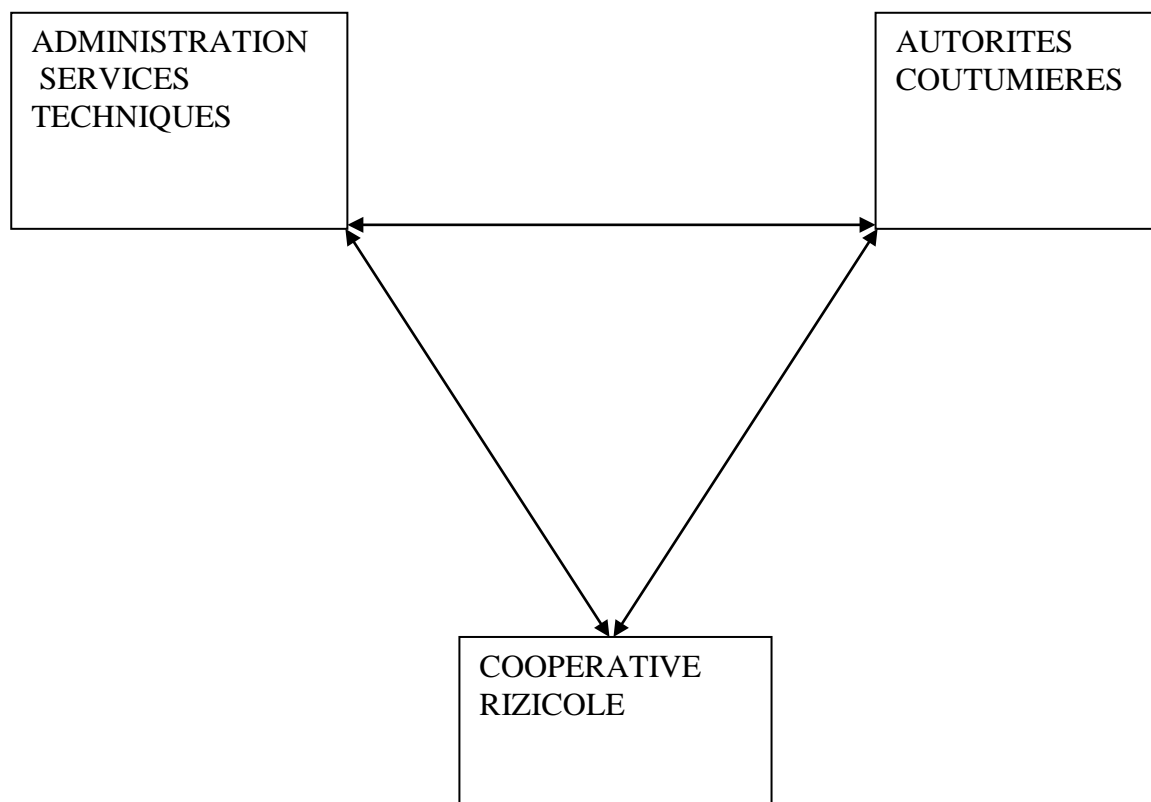 ADMINISTRATION
SERVICES
TECHNIQUES
AUTORITES
COUTUMIERES
COOPERATIVE
RIZICOLE